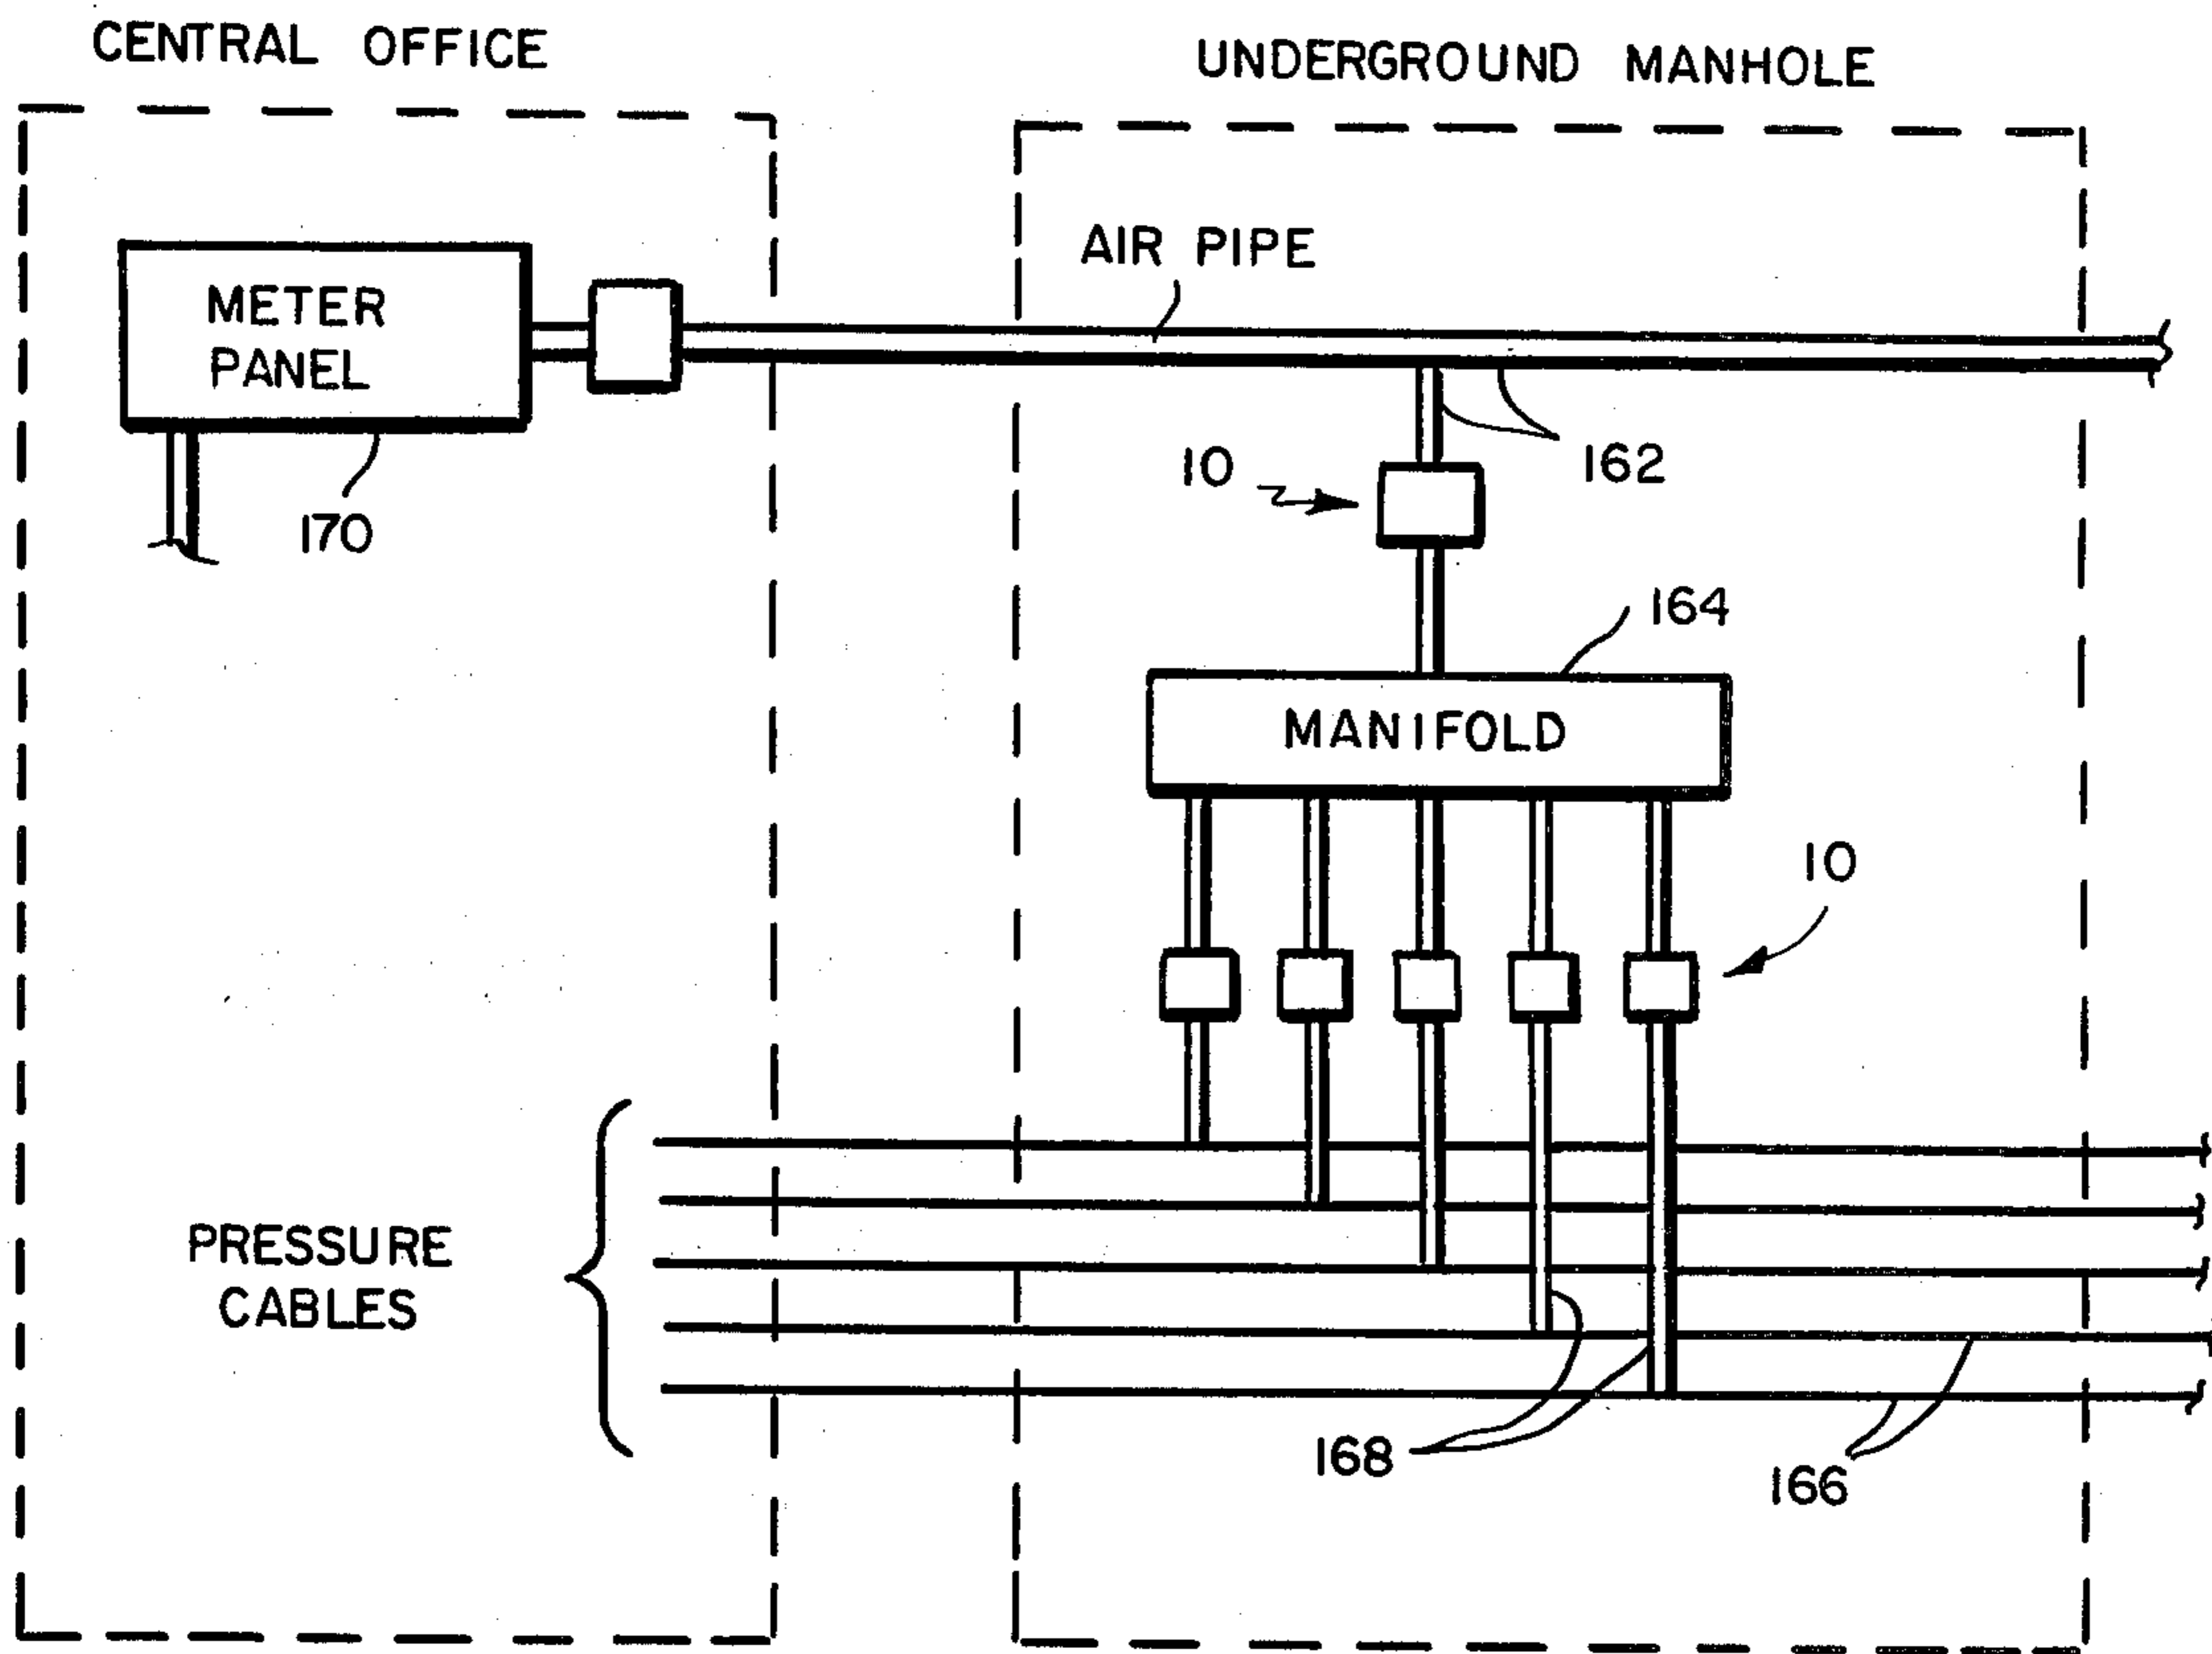 CENTRAL OFFICE
UNDERGROUND MANHOLE
METER
PANEL
170
AIR PIPE
162
10
164
MANIFOLD
10
PRESSURE
CABLES
168
166